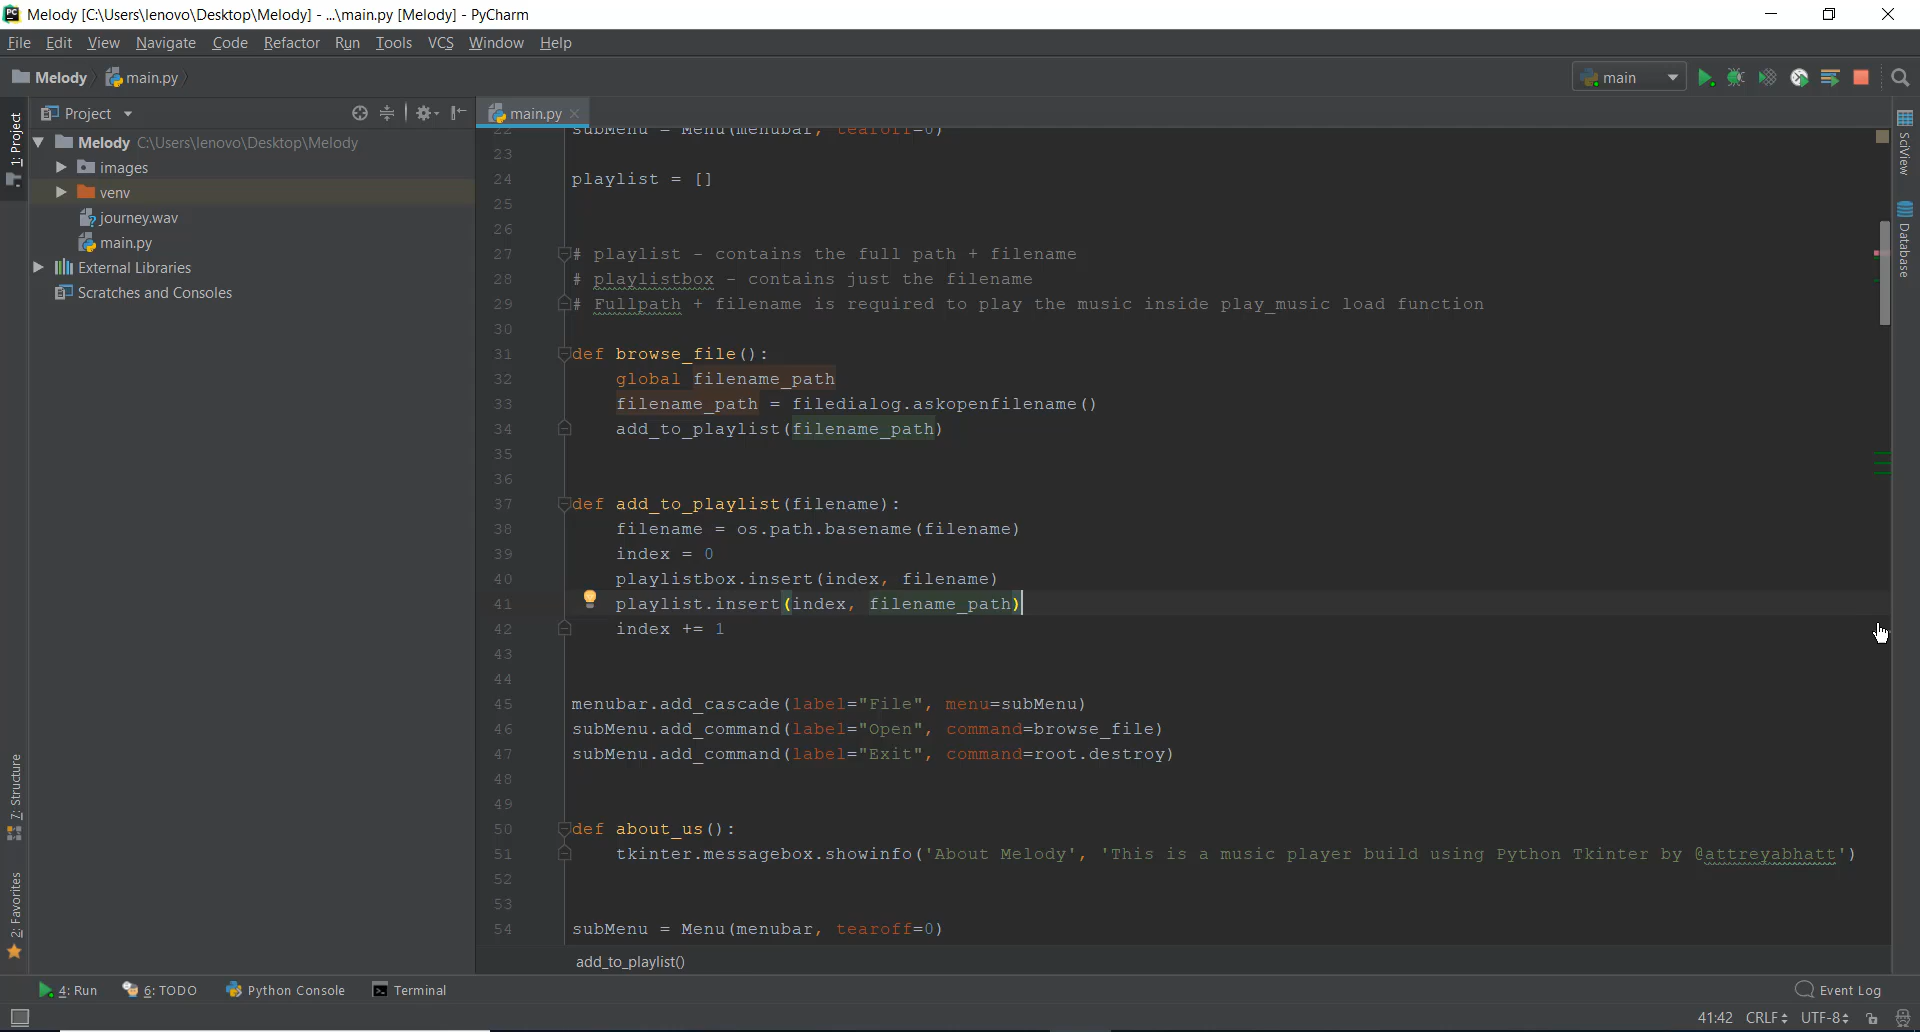 Melody [C:\Users\lenovo\Desktop\Melody] - ...\main.py [Melody] - PyCharm
File Edit View Navigate Code Refactor Run Tools VCS Window Help
Melody main.py main
Project main.py
1: Project
Melody C:\Users\lenovo\Desktop\Melody
images
venv
journey.wav
main.py
External Libraries
Scratches and Consoles
7: Structure
2: Favorites
22 subMenu = Menu(menubar, tearoff=0)
23
24 playlist = []
25
26
27 # playlist - contains the full path + filename
28 # playlistbox - contains just the filename
29 # Fullpath + filename is required to play the music inside play_music load function
30
31 def browse_file():
32 global filename_path
33 filename_path = filedialog.askopenfilename()
34 add_to_playlist(filename_path)
35
36
37 def add_to_playlist(filename):
38 filename = os.path.basename(filename)
39 index = 0
40 playlistbox.insert(index, filename)
41 playlist.insert(index, filename_path)
42 index += 1
43
44
45 menubar.add_cascade(label="File", menu=subMenu)
46 subMenu.add_command(label="Open", command=browse_file)
47 subMenu.add_command(label="Exit", command=root.destroy)
48
49
50 def about_us():
51 tkinter.messagebox.showinfo('About Melody', 'This is a music player build using Python Tkinter by @attreyabhatt')
52
53
54 subMenu = Menu(menubar, tearoff=0)
add_to_playlist()
SciView
Database
4: Run 6: TODO Python Console Terminal Event Log
41:42 CRLF UTF-8